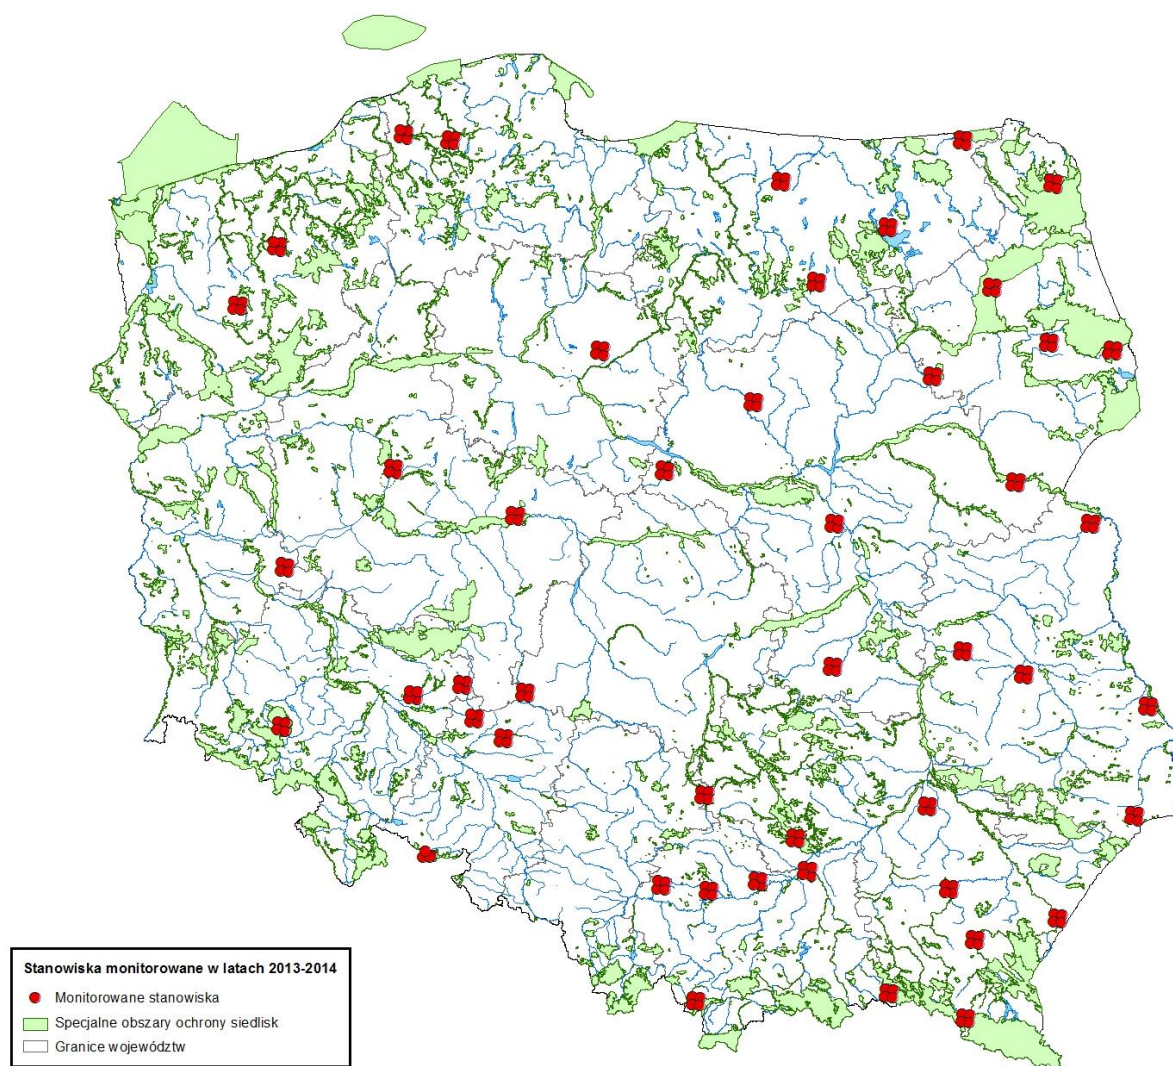 Stanowiska monitorowane w latach 2013-2014
Monitorowane stanowiska
Specjalne obszary ochrony siedlisk
Granice województw